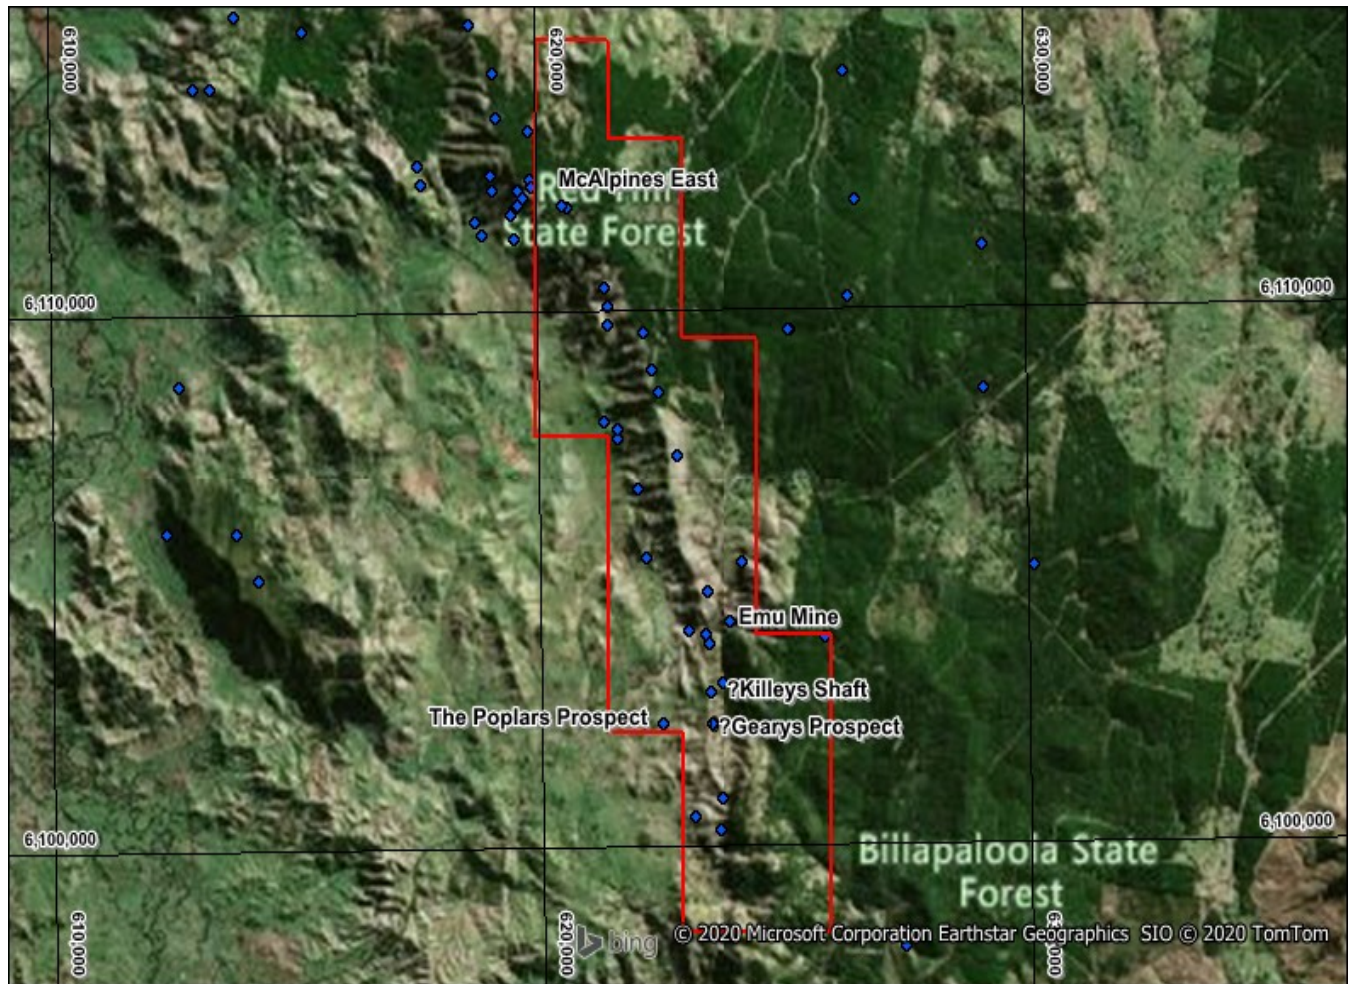 610,000
620,000
630,000
McAlpines East
Red Hill
State Forest
6,110,000
6,110,000
Emu Mine
?Killeys Shaft
The Poplars Prospect
?Gearys Prospect
6,100,000
6,100,000
Billapaloola State
Forest
610,000
620,000
bing
© 2020 Microsoft Corporation Earthstar Geographics SIO © 2020 TomTom